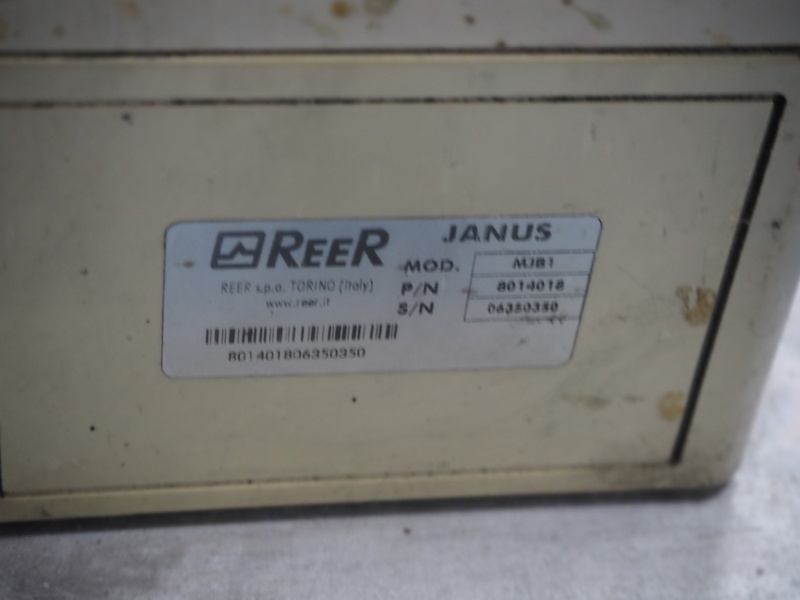 REER
JANUS
MOD. MJB1
REER s.p.a. TORINO (Italy)
P/N 8014018
www.reer.it
S/N 06350350
801401806350350